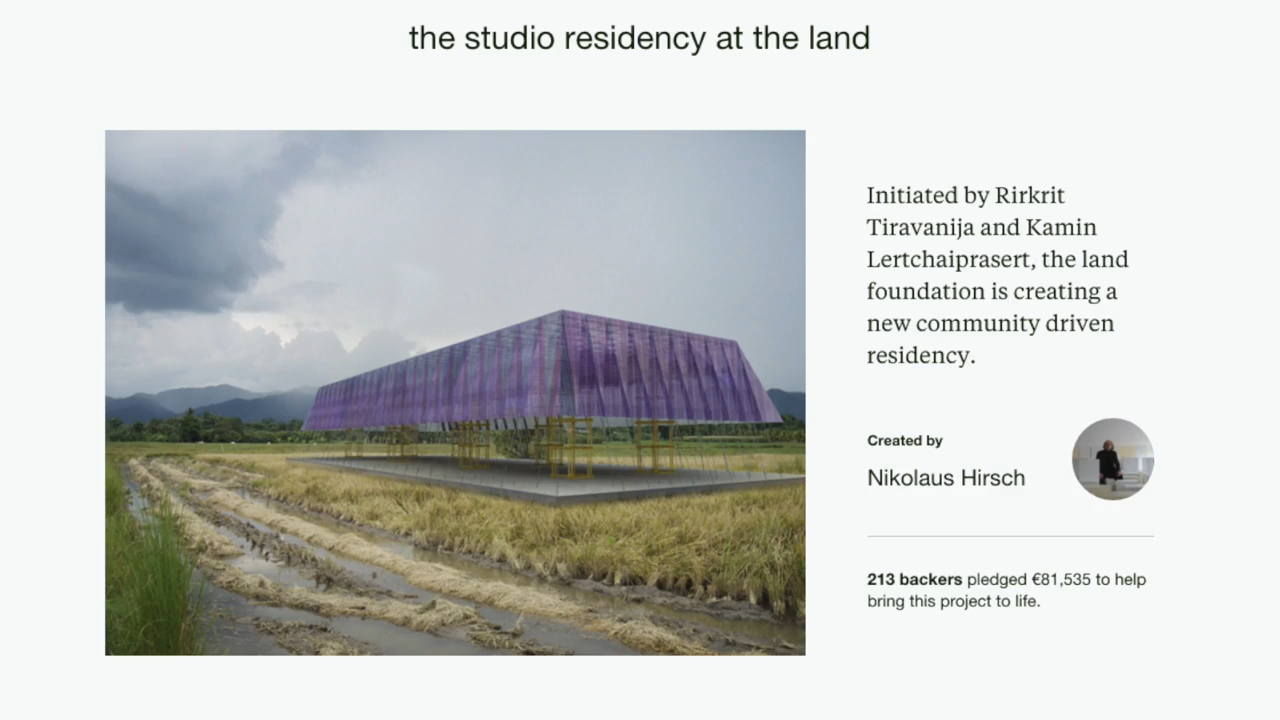 the studio residency at the land
Initiated by Rirkrit
Tiravanija and Kamin
Lertchaiprasert, the land
foundation is creating a
new community driven
residency.
Created by
Nikolaus Hirsch
213 backers pledged €81,535 to help
bring this project to life.